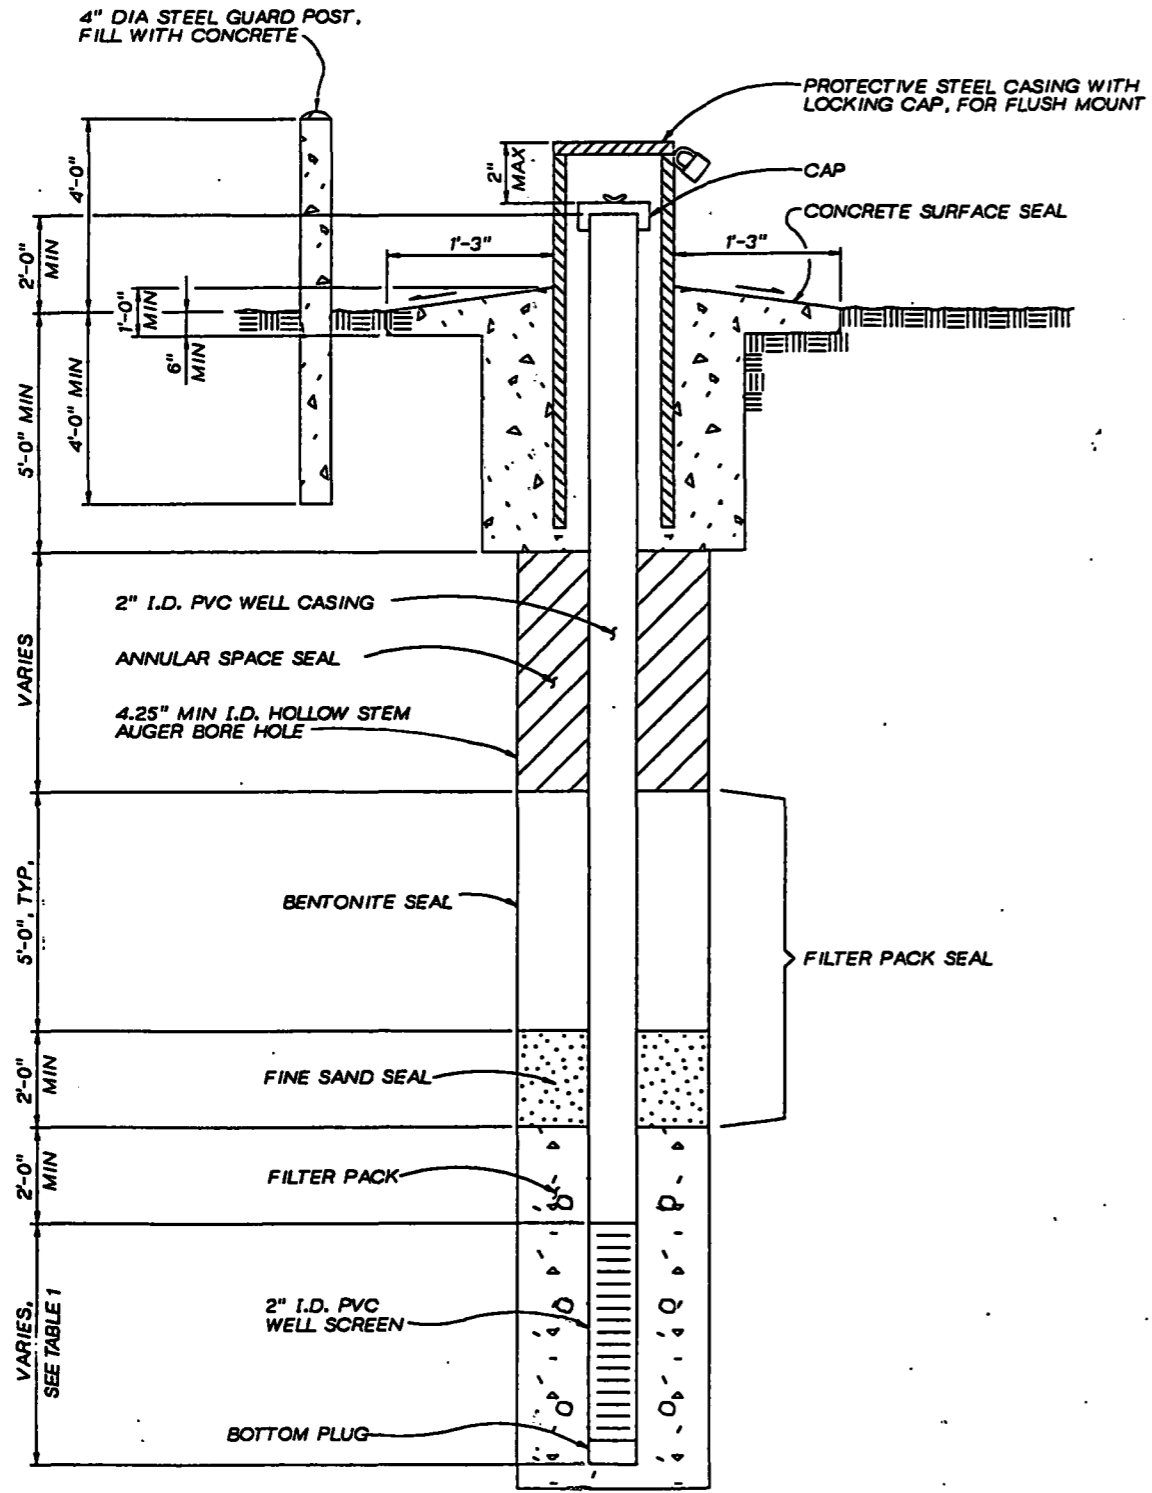 4" DIA STEEL GUARD POST,
FILL WITH CONCRETE
PROTECTIVE STEEL CASING WITH
LOCKING CAP, FOR FLUSH MOUNT
2"
MAX
CAP
CONCRETE SURFACE SEAL
4'-0"
2'-0"
MIN
1'-3"
1'-3"
1'-0"
MIN
6"
MIN
4'-0" MIN
5'-0" MIN
2" I.D. PVC WELL CASING
ANNULAR SPACE SEAL
4.25" MIN I.D. HOLLOW STEM
AUGER BORE HOLE
VARIES
BENTONITE SEAL
5'-0", TYP.
FILTER PACK SEAL
FINE SAND SEAL
2'-0"
MIN
FILTER PACK
2'-0"
MIN
2" I.D. PVC
WELL SCREEN
VARIES,
SEE TABLE 1
BOTTOM PLUG